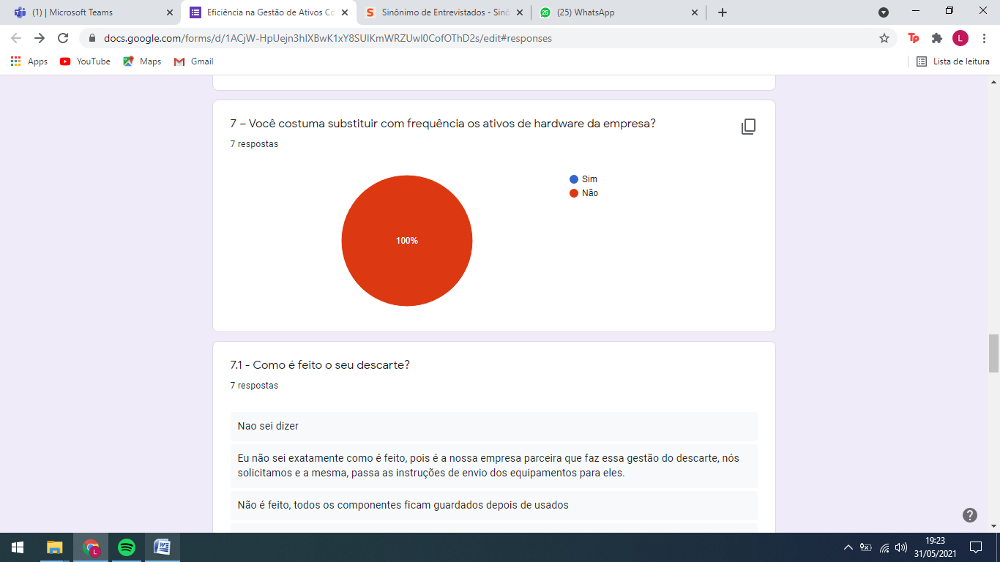 (1) | Microsoft Teams
Eficiência na Gestão de Ativos Co
Sinônimo de Entrevistados - Sinô
(25) WhatsApp
docs.google.com/forms/d/1ACjW-HpUejn3hIXBwK1xY8SUIKmWRZUwI0CofOThD2s/edit#responses
Apps
YouTube
Maps
Gmail
Lista de leitura
7 – Você costuma substituir com frequência os ativos de hardware da empresa?
7 respostas
Sim
Não
100%
7.1 - Como é feito o seu descarte?
7 respostas
Nao sei dizer
Eu não sei exatamente como é feito, pois é a nossa empresa parceira que faz essa gestão do descarte, nós
solicitamos e a mesma, passa as instruções de envio dos equipamentos para eles.
Não é feito, todos os componentes ficam guardados depois de usados
19:23
31/05/2021